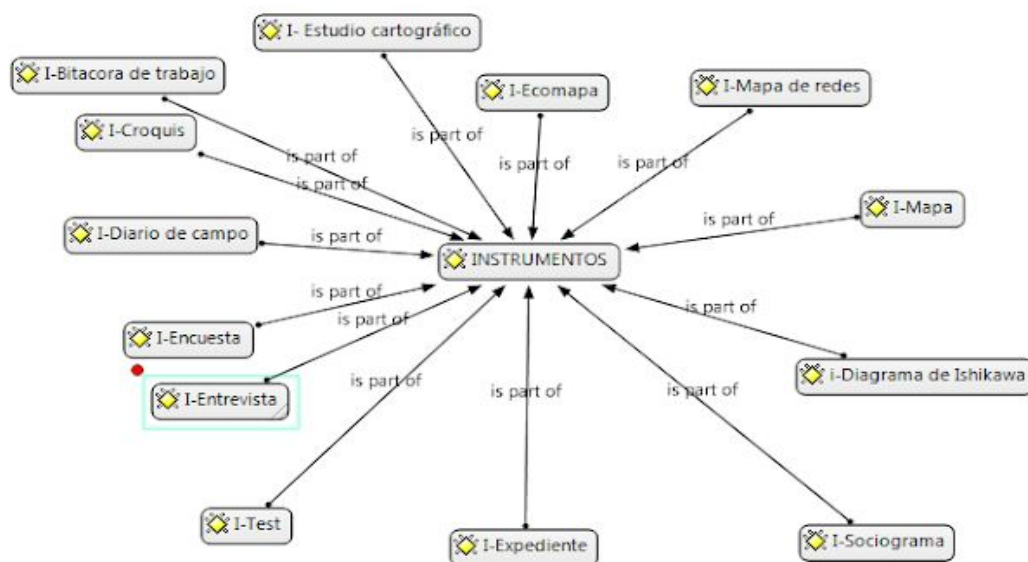 I- Estudio cartográfico
I-Bitacora de trabajo
I-Ecomapa
I-Mapa de redes
I-Croquis
is part of
is part of
is part of
is part of
is part of
I-Mapa
is part of
I-Diario de campo
is part of
INSTRUMENTOS
is part of
I-Encuesta
is part of
is part of
i-Diagrama de Ishikawa
I-Entrevista
is part of
is part of
is part of
I-Test
I-Expediente
I-Sociograma